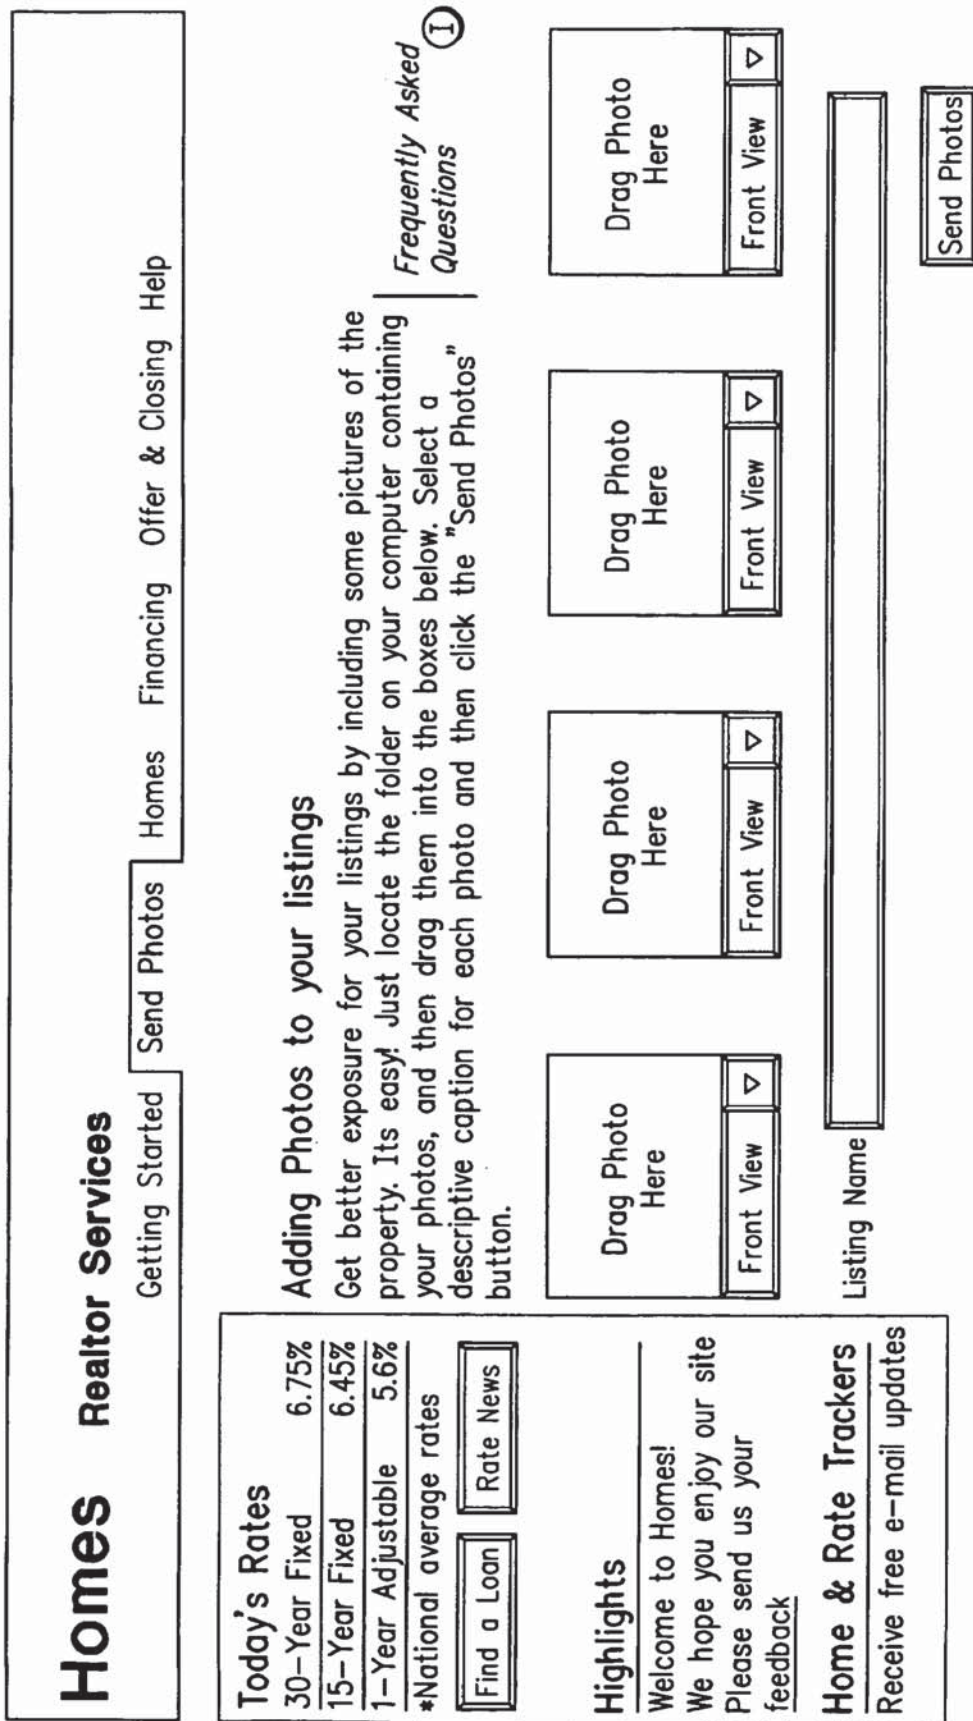 Homes Realtor Services
Getting Started Send Photos Homes Financing Offer & Closing Help
Today's Rates
30-Year Fixed 6.75%
15-Year Fixed 6.45%
1-Year Adjustable 5.6%
*National average rates
Find a Loan Rate News
Highlights
Welcome to Homes!
We hope you enjoy our site
Please send us your
feedback
Home & Rate Trackers
Receive free e-mail updates
Adding Photos to your listings
Get better exposure for your listings by including some pictures of the
property. Its easy! Just locate the folder on your computer containing
your photos, and then drag them into the boxes below. Select a
descriptive caption for each photo and then click the "Send Photos"
button.
Frequently Asked
Questions I
Drag Photo
Here
Front View
Drag Photo
Here
Front View
Drag Photo
Here
Front View
Drag Photo
Here
Front View
Listing Name
Send Photos